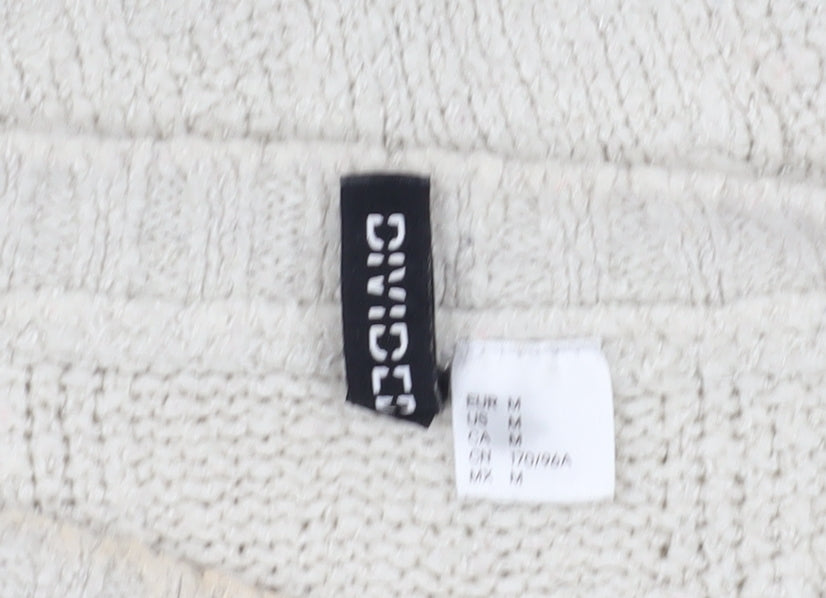 DIVIDED
EUR M
US M
CA M
CN 170/96A
MX M